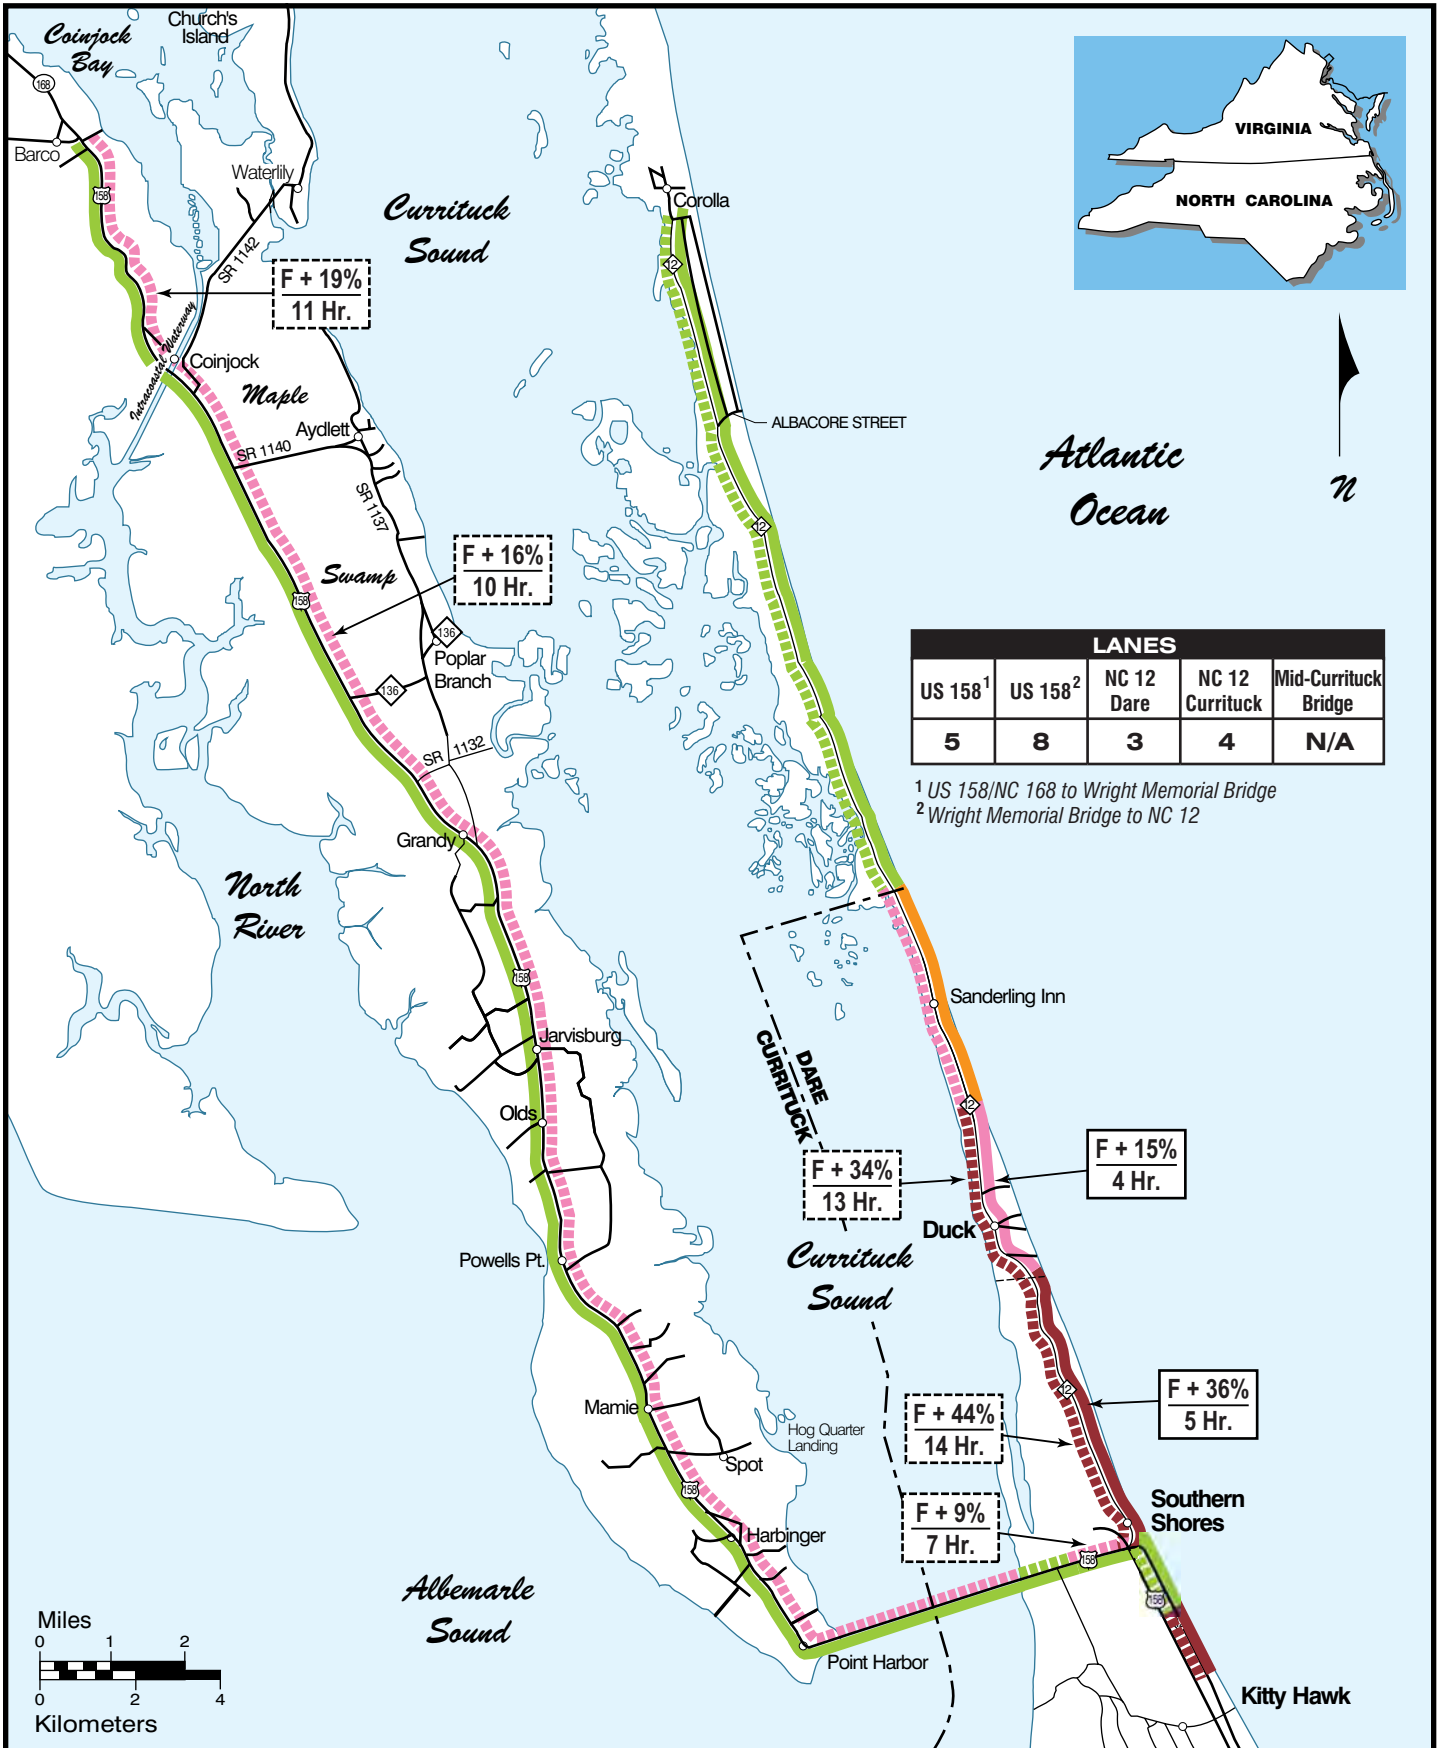 Coinjock
Bay
Church's
Island
168
Barco
Waterlily
158
SR 1142
Currituck
Sound
Corolla
12
VIRGINIA
NORTH CAROLINA
F + 19%
11 Hr.
Intracoastal Waterway
Coinjock
Maple
Aydlett
SR 1140
SR 1137
ALBACORE STREET
Atlantic
Ocean
N
12
F + 16%
10 Hr.
Swamp
158
136
Poplar
Branch
136
SR 1132
LANES
US 158¹ US 158² NC 12 Dare NC 12 Currituck Mid-Currituck Bridge
5 8 3 4 N/A
¹ US 158/NC 168 to Wright Memorial Bridge
² Wright Memorial Bridge to NC 12
Grandy
North
River
158
Sanderling Inn
Jarvisburg
DARE
CURRITUCK
12
Olds
F + 34%
13 Hr.
F + 15%
4 Hr.
Duck
Powells Pt.
Currituck
Sound
12
F + 36%
5 Hr.
Mamie
F + 44%
14 Hr.
Hog Quarter
Landing
Spot
158
Southern
Shores
F + 9%
7 Hr.
Harbinger
158
158
Albemarle
Sound
Point Harbor
Kitty Hawk
Miles
0 1 2
0 2 4
Kilometers